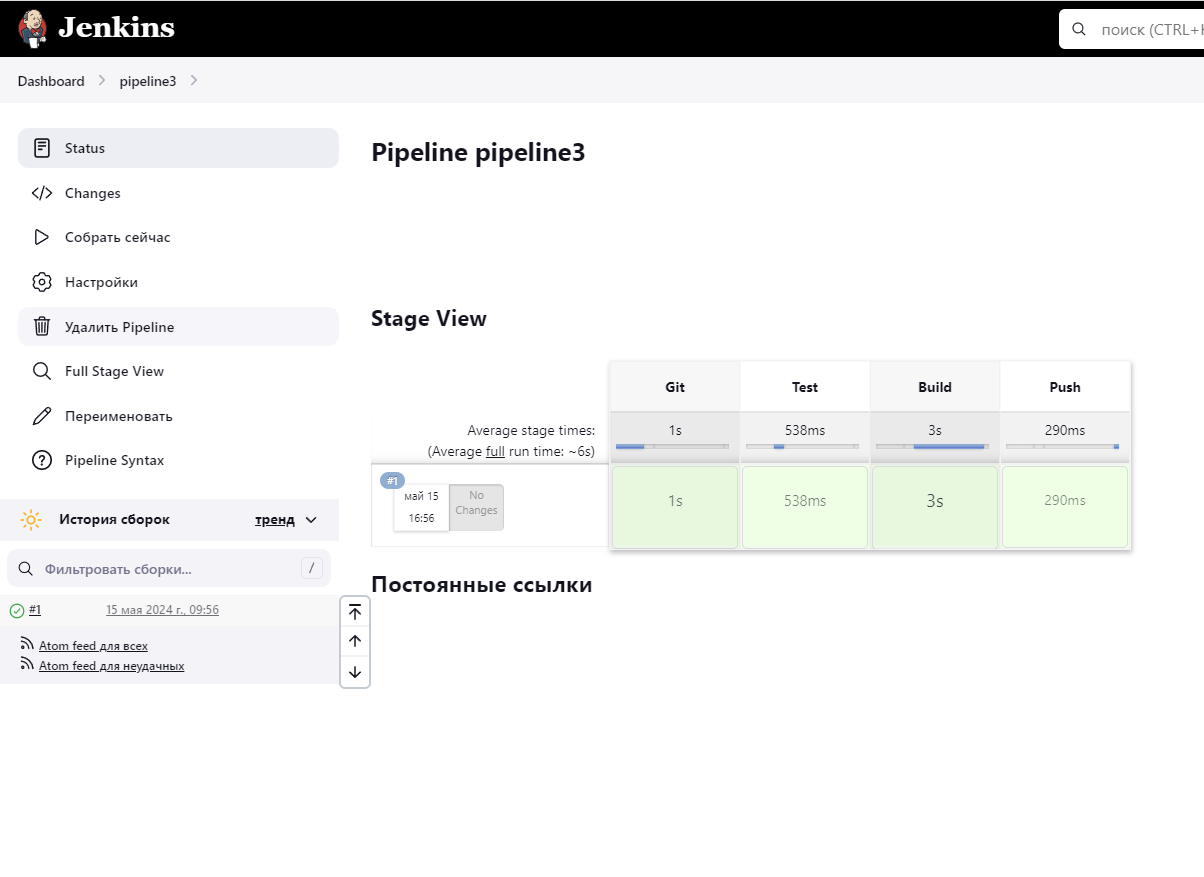 Jenkins
поиск (CTRL+
Dashboard
pipeline3
Status
Changes
Собрать сейчас
Настройки
Удалить Pipeline
Full Stage View
Переименовать
Pipeline Syntax
История сборок
тренд
Фильтровать сборки...
/
#1
15 мая 2024 г., 09:56
Atom feed для всех
Atom feed для неудачных
Pipeline pipeline3
Stage View
Git Test Build Push
Average stage times:
(Average full run time: ~6s)
1s 538ms 3s 290ms
#1
май 15
16:56
No
Changes
1s 538ms 3s 290ms
Постоянные ссылки